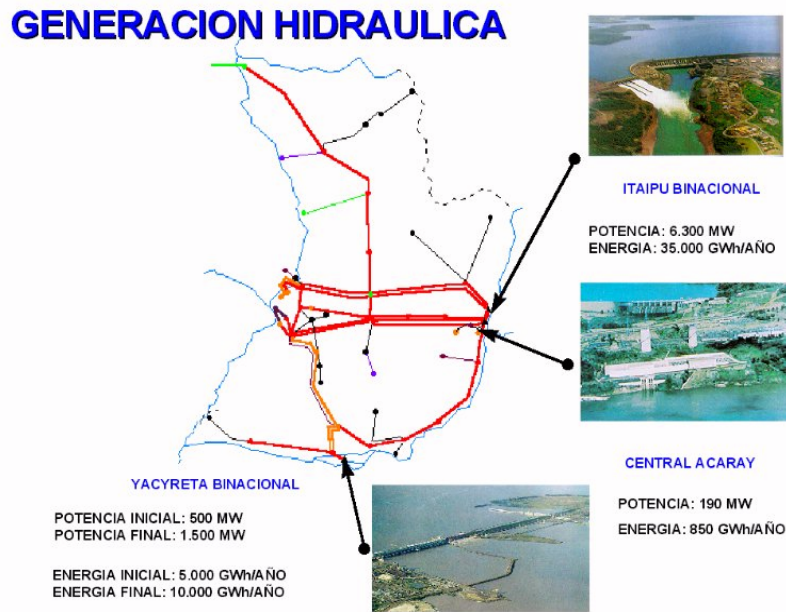 GENERACION HIDRAULICA
ITAIPU BINACIONAL
POTENCIA: 6.300 MW
ENERGIA: 35.000 GWh/AÑO
CENTRAL ACARAY
POTENCIA: 190 MW
ENERGIA: 850 GWh/AÑO
YACYRETA BINACIONAL
POTENCIA INICIAL: 500 MW
POTENCIA FINAL: 1.500 MW
ENERGIA INICIAL: 5.000 GWh/AÑO
ENERGIA FINAL: 10.000 GWh/AÑO